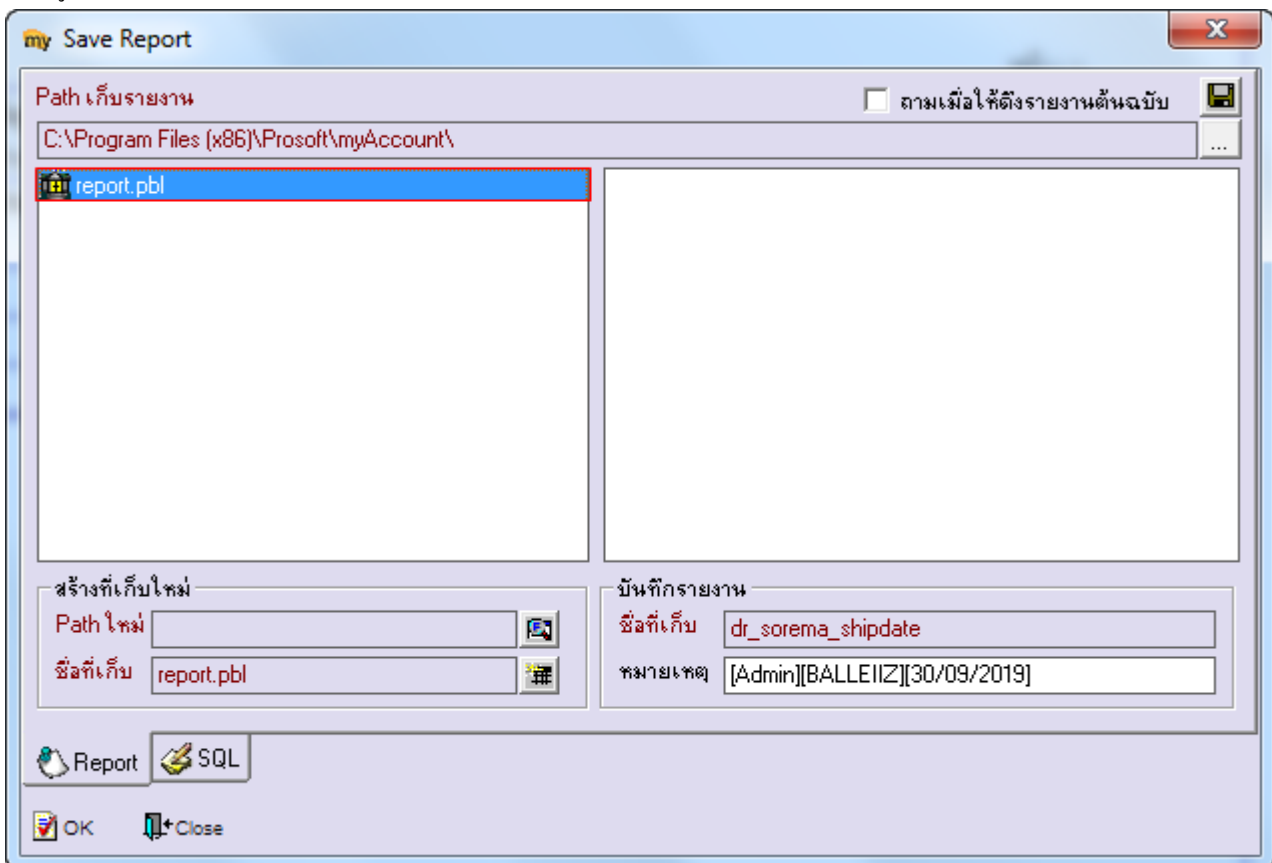 my Save Report
Path เก็บรายงาน
ถามเมื่อให้ดึงรายงานต้นฉบับ
C:\Program Files (x86)\Prosoft\myAccount\
...
report.pbl
สร้างที่เก็บใหม่
Path ใหม่
ชื่อที่เก็บ report.pbl
บันทึกรายงาน
ชื่อที่เก็บ dr_sorema_shipdate
หมายเหตุ [Admin][BALLEIIZ][30/09/2019]
Report SQL
OK Close